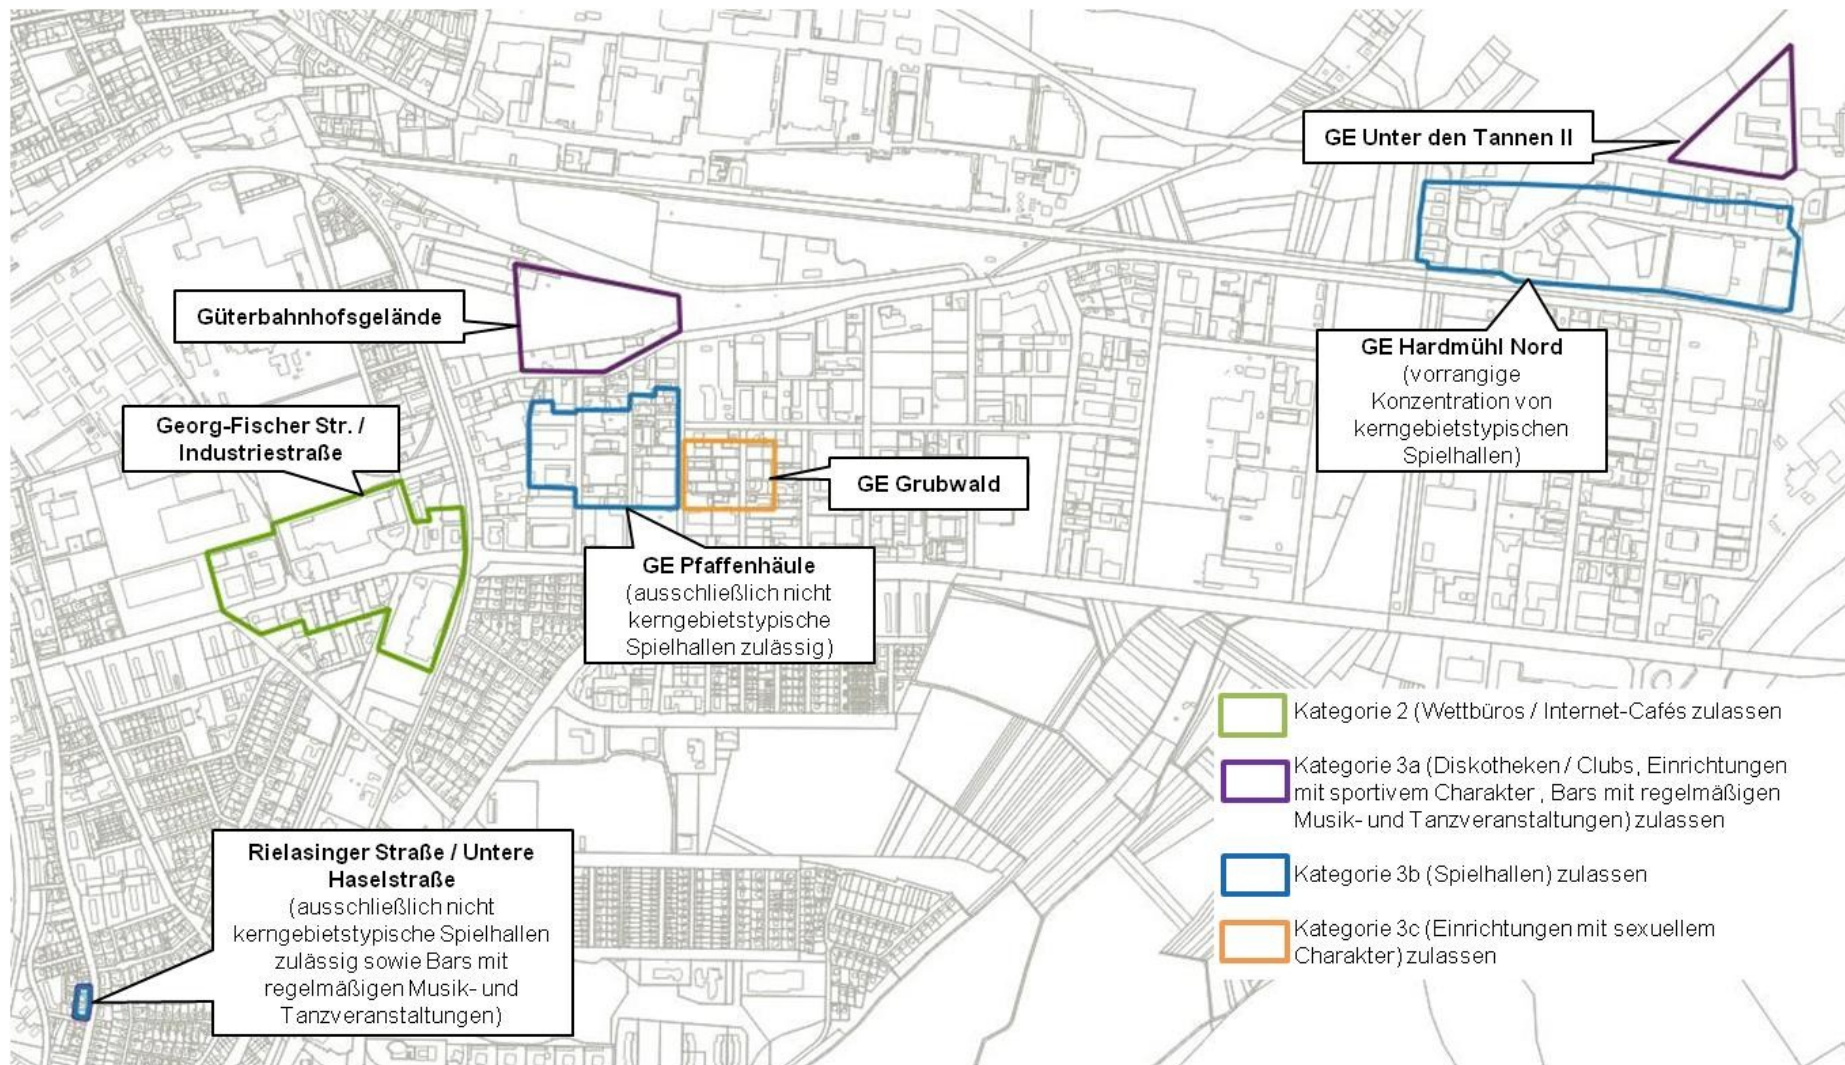 GE Unter den Tannen II
Güterbahnhofsgelände
GE Hardmühl Nord
(vorrangige
Konzentration von
kerngebietstypischen
Spielhallen)
Georg-Fischer Str. /
Industriestraße
GE Grubwald
GE Pfaffenhäule
(ausschließlich nicht
kerngebietstypische
Spielhallen zulässig)
Kategorie 2 (Wettbüros / Internet-Cafés zulassen
Kategorie 3a (Diskotheken / Clubs, Einrichtungen
mit sportivem Charakter , Bars mit regelmäßigen
Musik- und Tanzveranstaltungen) zulassen
Kategorie 3b (Spielhallen) zulassen
Kategorie 3c (Einrichtungen mit sexuellem
Charakter) zulassen
Rielasinger Straße / Untere
Haselstraße
(ausschließlich nicht
kerngebietstypische Spielhallen
zulässig sowie Bars mit
regelmäßigen Musik- und
Tanzveranstaltungen)